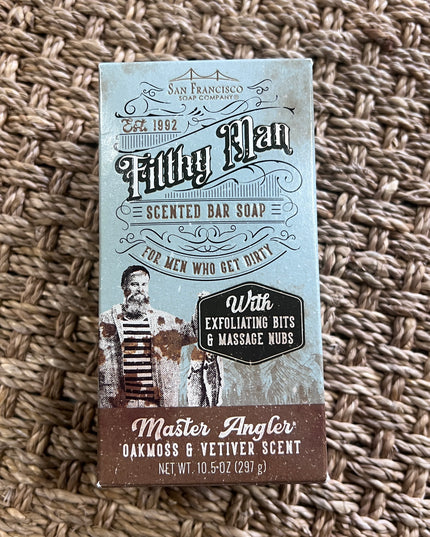 SAN FRANCISCO
SOAP COMPANY®
Est. 1992
Filthy Man
SCENTED BAR SOAP
FOR MEN WHO GET DIRTY
With
EXFOLIATING BITS
& MASSAGE NUBS
Master Angler
OAKMOSS & VETIVER SCENT
NET WT. 10.5-OZ (297 g)